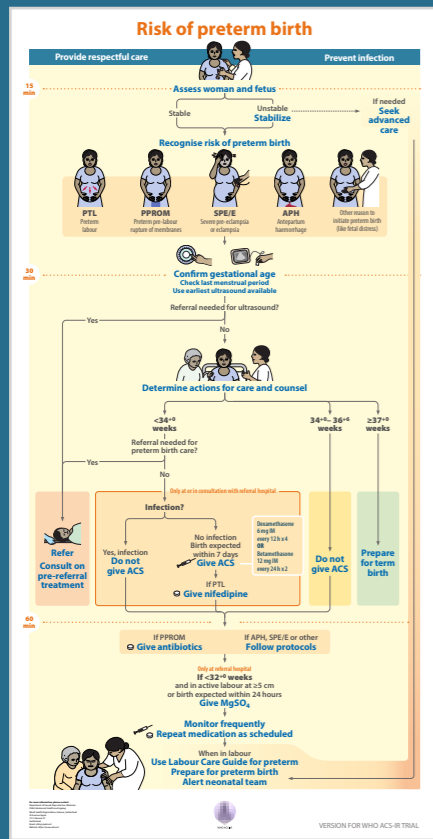 Risk of preterm birth
Provide respectful care
Prevent infection
15
min
Assess woman and fetus
Stable
Unstable
Stabilize
If needed
Seek
advanced
care
Recognise risk of preterm birth
PTL
Preterm
labour
PPROM
Preterm pre-labour
rupture of membranes
SPE/E
Severe pre-eclampsia
or eclampsia
APH
Antepartum
haemorrhage
Other reason to
initiate preterm birth
(like fetal distress)
30
min
Confirm gestational age
Check last menstrual period
Use earliest ultrasound available
Referral needed for ultrasound?
Yes
No
Determine actions for care and counsel
<34+0
weeks
34+0– 36+6
weeks
≥37+0
weeks
Referral needed for
preterm birth care?
Yes
No
Only at or in consultation with referral hospital
Infection?
Yes, infection
Do not
give ACS
No infection
Birth expected
within 7 days
Give ACS
Dexamethasone
6 mg IM
every 12 h x 4
OR
Betamethasone
12 mg IM
every 24 h x 2
If PTL
Give nifedipine
Refer
Consult on
pre-referral
treatment
Do not
give ACS
Prepare
for term
birth
60
min
If PPROM
Give antibiotics
If APH, SPE/E or other
Follow protocols
Only at referral hospital
If <32+0 weeks
and in active labour at ≥5 cm
or birth expected within 24 hours
Give MgSO4
Monitor frequently
Repeat medication as scheduled
When in labour
Use Labour Care Guide for preterm
Prepare for preterm birth
Alert neonatal team
VERSION FOR WHO ACS-IR TRIAL